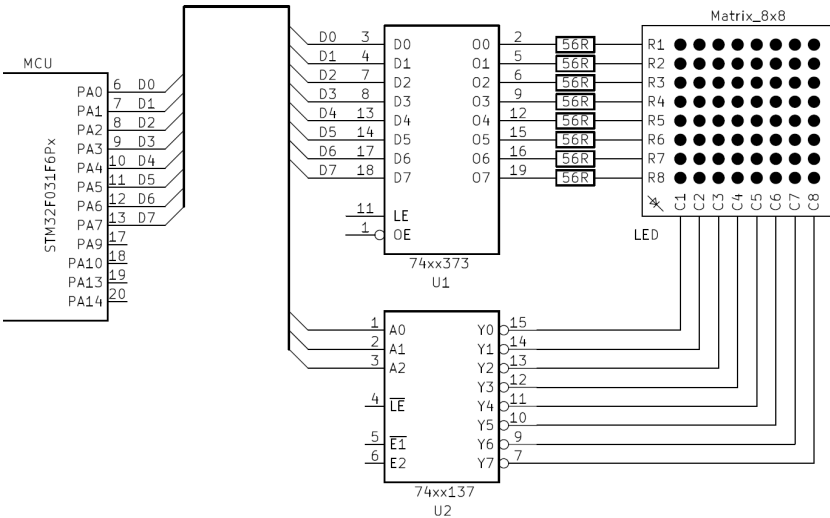 Matrix_8x8
MCU
STM32F031F6Px
PA0 6 D0
PA1 7 D1
PA2 8 D2
PA3 9 D3
PA4 10 D4
PA5 11 D5
PA6 12 D6
PA7 13 D7
PA9 17
PA10 18
PA13 19
PA14 20
D0 3 D0 O0 2 56R R1
D1 4 D1 O1 5 56R R2
D2 7 D2 O2 6 56R R3
D3 8 D3 O3 9 56R R4
D4 13 D4 O4 12 56R R5
D5 14 D5 O5 15 56R R6
D6 17 D6 O6 16 56R R7
D7 18 D7 O7 19 56R R8
C1 C2 C3 C4 C5 C6 C7 C8
11 LE
1 OE
LED
74xx373
U1
1 A0 Y0 15
2 A1 Y1 14
3 A2 Y2 13
Y3 12
4 LE Y4 11
Y5 10
5 E1 Y6 9
6 E2 Y7 7
74xx137
U2